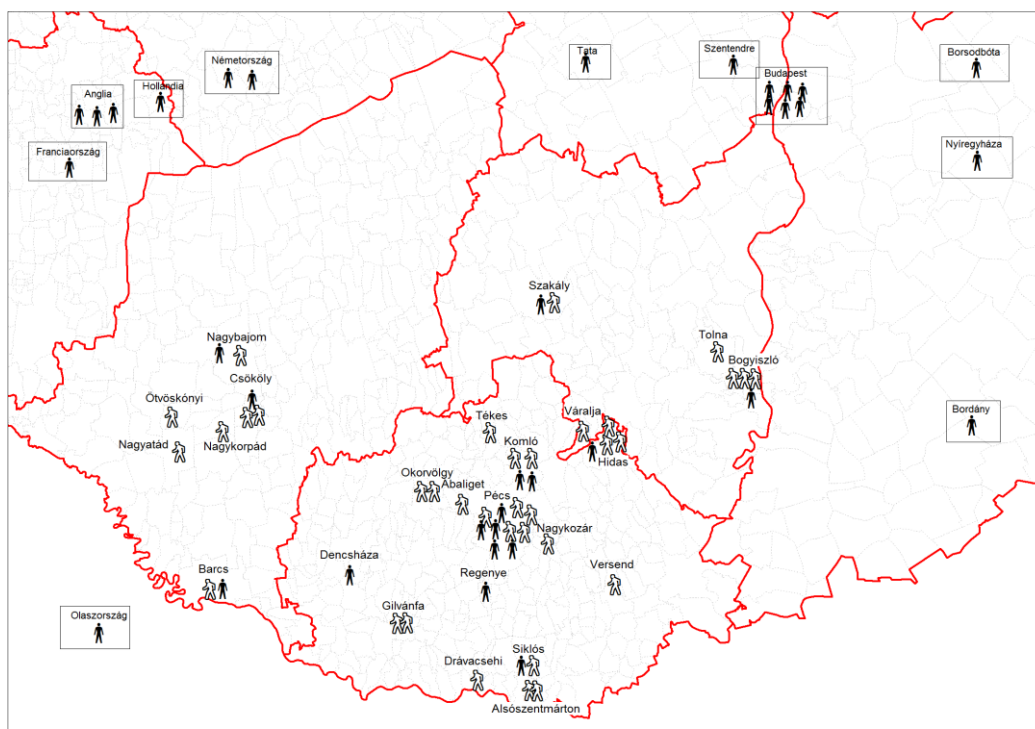 Németország
Tata
Szentendre
Borsodbóta
Anglia
Hollándia
Budapest
Franciaország
Nyíregyháza
Szakály
Nagybajom
Tolna
Bogyiszló
Csököly
Ötvöskónyi
Tékes
Váralja
Bordány
Nagyatád
Nagykorpád
Komló
Hidas
Okorvölgy
Abaliget
Pécs
Nagykozár
Dencsháza
Barcs
Regenye
Versend
Olaszország
Gilvánfa
Siklós
Drávacsehi
Alsószentmárton